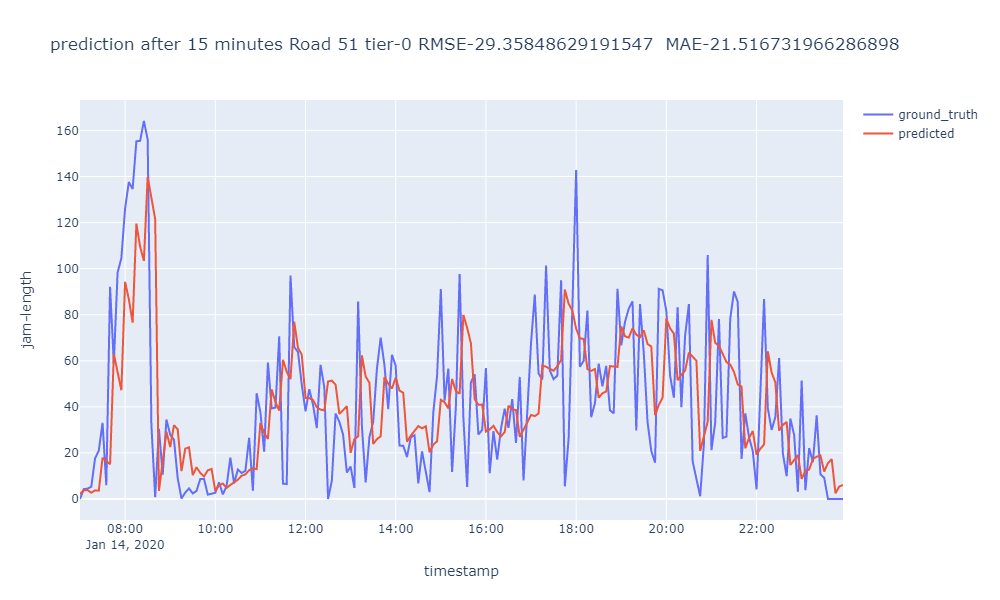 prediction after 15 minutes Road 51 tier-0 RMSE-29.35848629191547  MAE-21.516731966286898
ground_truth
predicted
160
140
120
100
80
60
40
20
0
jam-length
08:00
10:00
12:00
14:00
16:00
18:00
20:00
22:00
Jan 14, 2020
timestamp